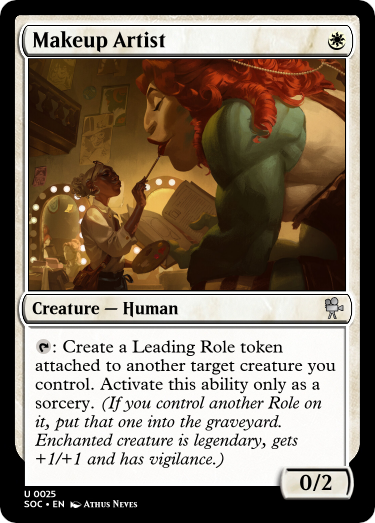 Makeup Artist
Creature — Human
: Create a Leading Role token
attached to another target creature you
control. Activate this ability only as a
sorcery. (If you control another Role on
it, put that one into the graveyard.
Enchanted creature is legendary, gets
+1/+1 and has vigilance.)
0/2
U 0025
SOC • EN Athus Neves